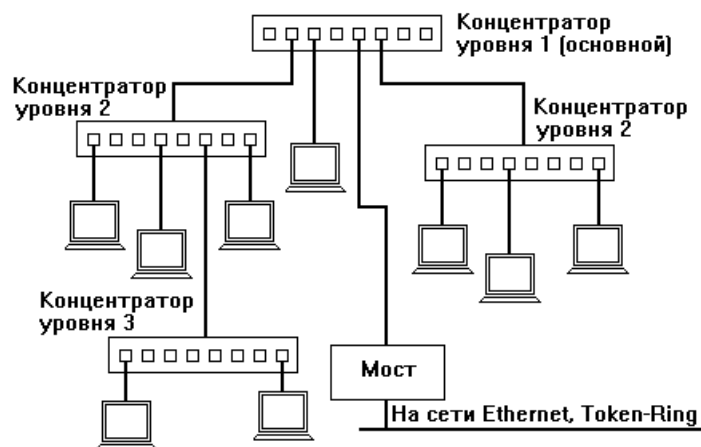 Концентратор
уровня 1 (основной)
Концентратор
уровня 2
Концентратор
уровня 2
Концентратор
уровня 3
Мост
На сети Ethernet, Token-Ring